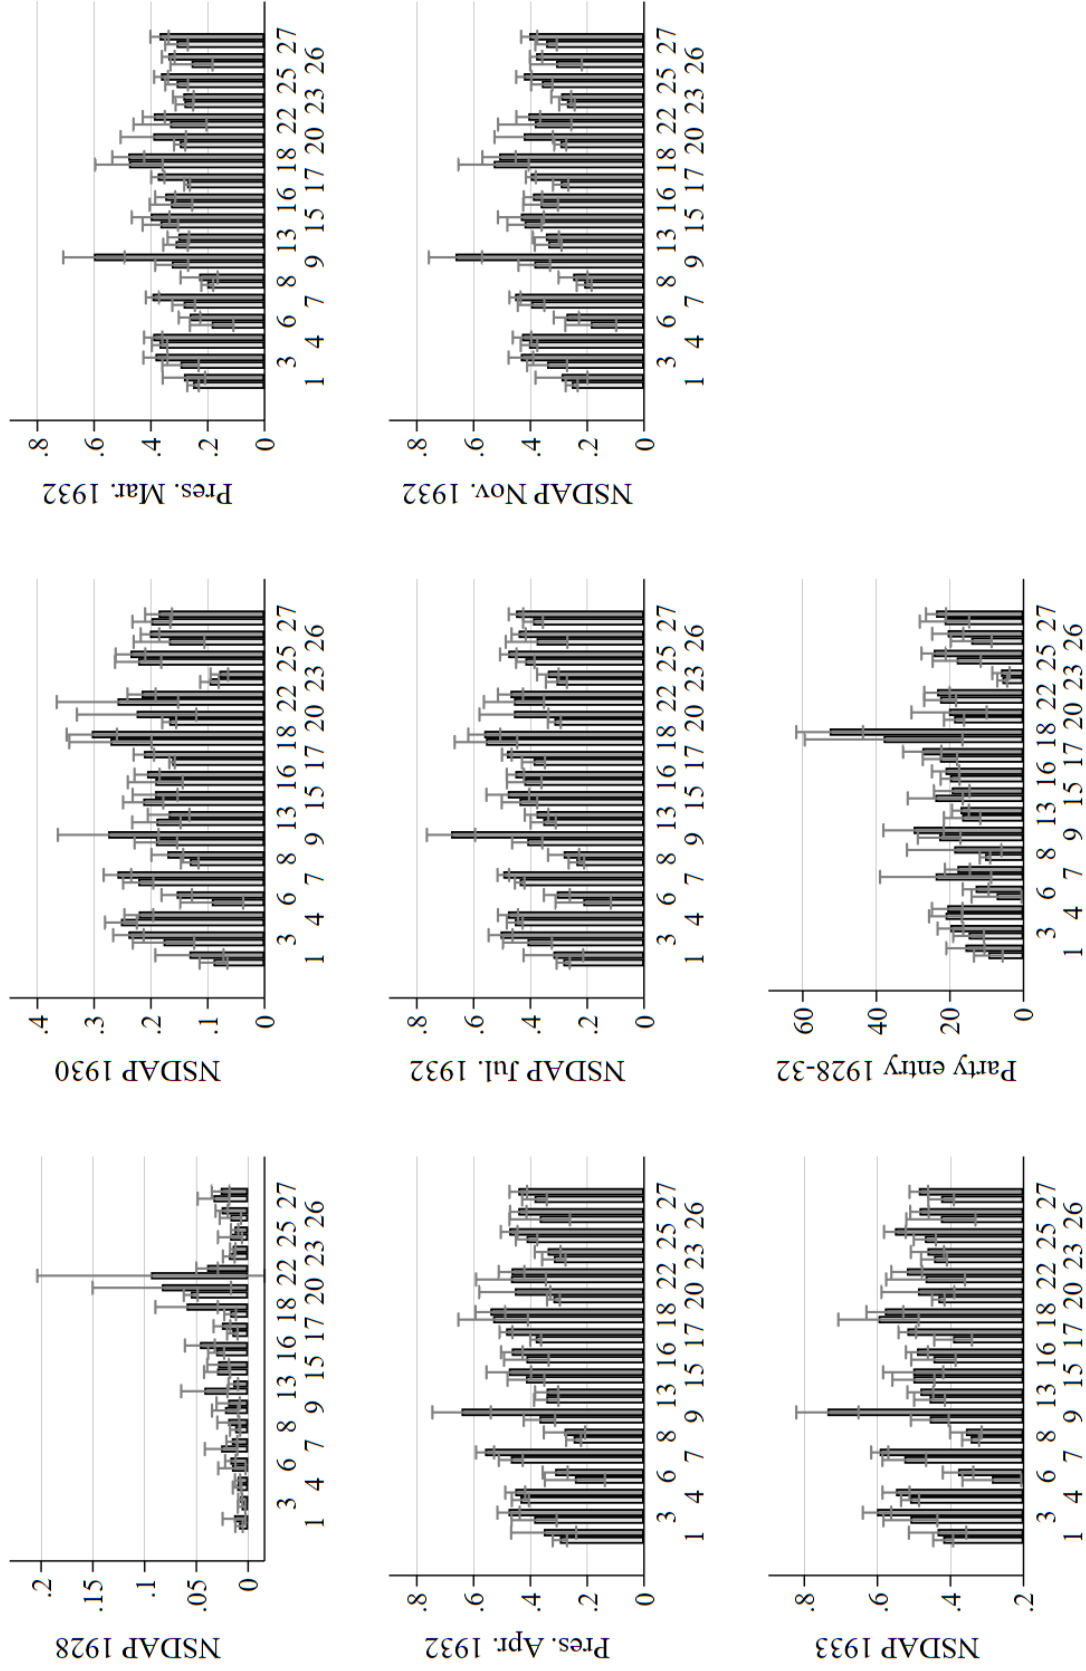 NSDAP 1928
.2
.15
.1
.05
0
1 3 4 6 7 8 9 13 15 16 17 18 20 22 23 25 26 27
NSDAP 1930
.4
.3
.2
.1
0
1 3 4 6 7 8 9 13 15 16 17 18 20 22 23 25 26 27
Pres. Mar. 1932
.8
.6
.4
.2
0
1 3 4 6 7 8 9 13 15 16 17 18 20 22 23 25 26 27
Pres. Apr. 1932
.8
.6
.4
.2
0
1 3 4 6 7 8 9 13 15 16 17 18 20 22 23 25 26 27
NSDAP Jul. 1932
.8
.6
.4
.2
0
1 3 4 6 7 8 9 13 15 16 17 18 20 22 23 25 26 27
NSDAP Nov. 1932
.8
.6
.4
.2
0
1 3 4 6 7 8 9 13 15 16 17 18 20 22 23 25 26 27
NSDAP 1933
.8
.6
.4
.2
1 3 4 6 7 8 9 13 15 16 17 18 20 22 23 25 26 27
Party entry 1928-32
60
40
20
0
1 3 4 6 7 8 9 13 15 16 17 18 20 22 23 25 26 27